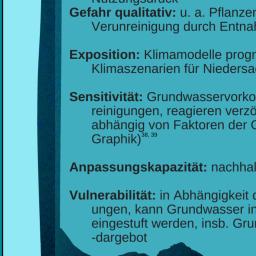 Nutzungsdruck
Gefahr qualitativ: u. a. Pflanzen
Verunreinigung durch Entnah
Exposition: Klimamodelle progn
Klimaszenarien für Niedersa
Sensitivität: Grundwasservorko
reinigungen, reagieren verzö
abhängig von Faktoren der G
Graphik)38, 39
Anpassungskapazität: nachhal
Vulnerabilität: in Abhängigkeit
ungen, kann Grundwasser in
eingestuft werden, insb. Gru
-dargebot